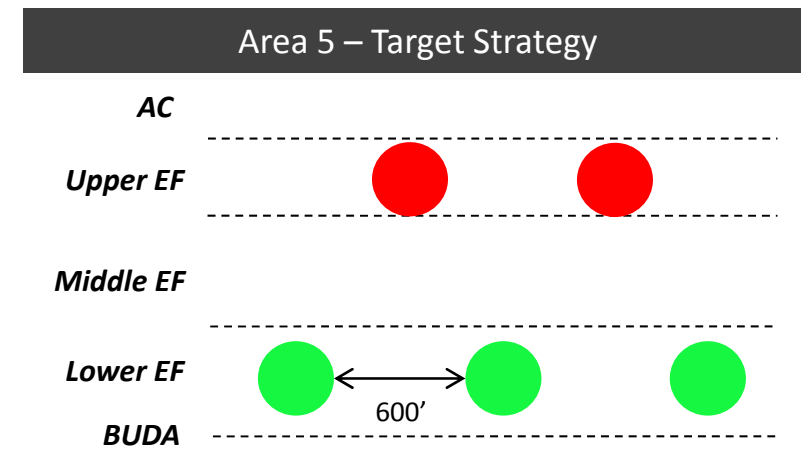 Area 5 – Target Strategy
AC
Upper EF
Middle EF
Lower EF
600’
BUDA